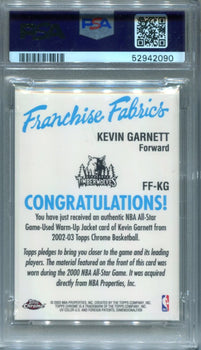 PSA
52942090
Franchise Fabrics
KEVIN GARNETT
Forward
TIMBERWOLVES
FF-KG
CONGRATULATIONS!
You have just received an authentic NBA All-Star
Game-Used Warm-Up Jacket card of Kevin Garnett from
2002-03 Topps Chrome Basketball.
Topps pledges to bring you closer to the game and its leading
players. The material featured on the front of this card was
worn during the 2000 NBA All-Star Game. It was acquired
directly from NBA Properties, Inc.